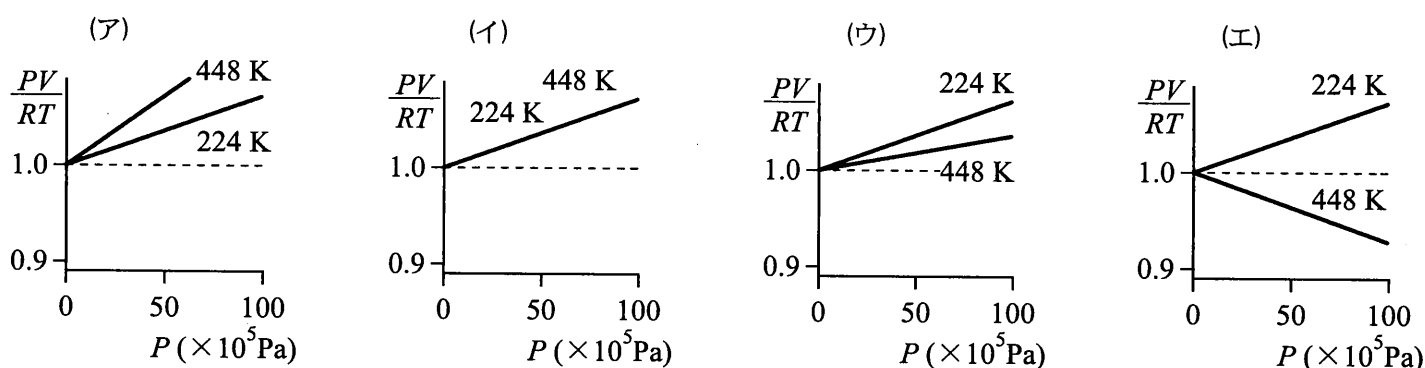 (ア)
PV
RT
448 K
224 K
1.0
0.9
0 50 100
P (×10⁵Pa)
(イ)
PV
RT
448 K
224 K
1.0
0.9
0 50 100
P (×10⁵Pa)
(ウ)
PV
RT
224 K
448 K
1.0
0.9
0 50 100
P (×10⁵Pa)
(エ)
PV
RT
224 K
448 K
1.0
0.9
0 50 100
P (×10⁵Pa)